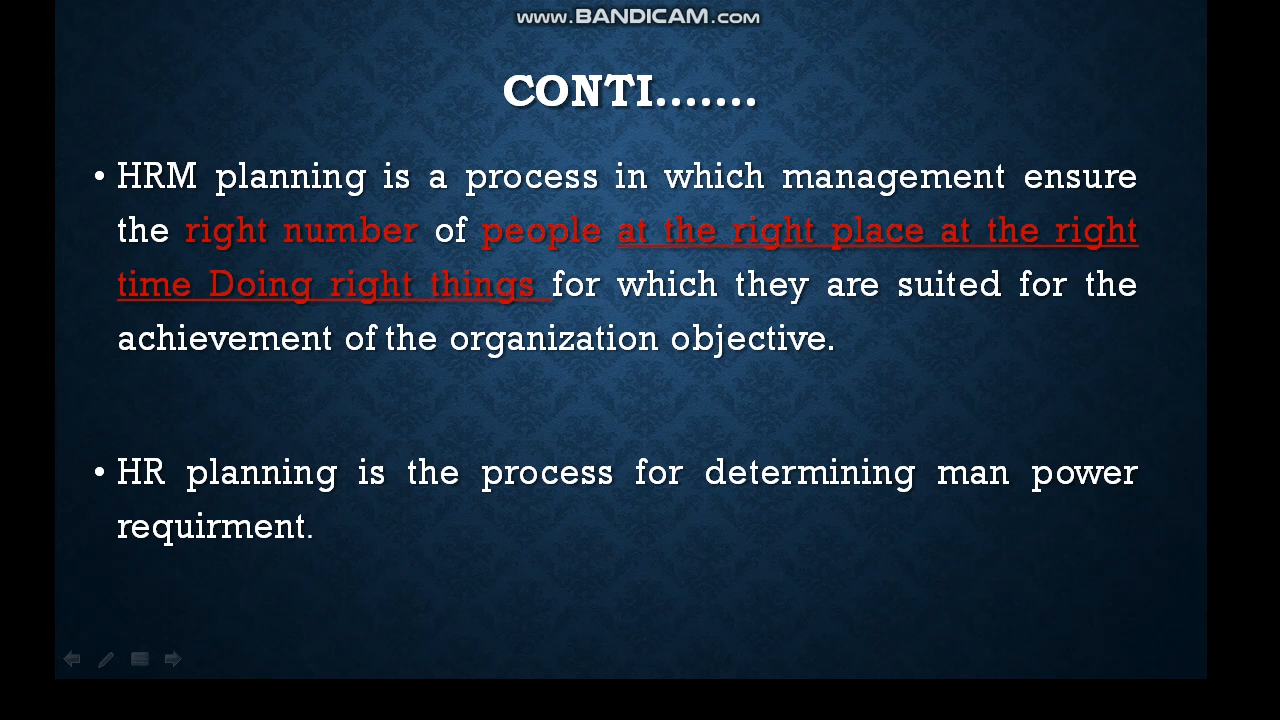 www.BANDICAM.com
CONTI.......
• HRM planning is a process in which management ensure
the right number of people at the right place at the right
time Doing right things for which they are suited for the
achievement of the organization objective.
• HR planning is the process for determining man power
requirment.